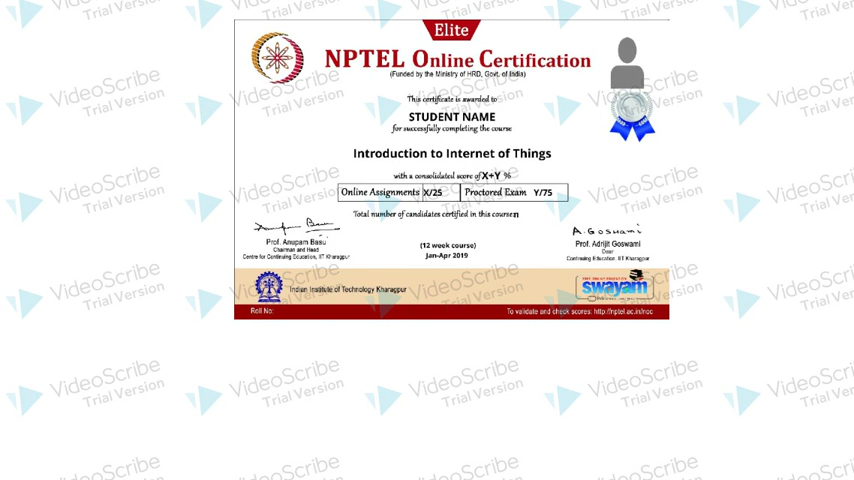 Elite
NPTEL Online Certification
(Funded by the Ministry of HRD, Govt. of India)
This certificate is awarded to
STUDENT NAME
for successfully completing the course
Introduction to Internet of Things
with a consolidated score of X+Y %
Online Assignments X/25 Proctored Exam Y/75
Total number of candidates certified in this course:n
Prof. Anupam Basu
Chairman and Head
Centre for Continuing Education, IIT Kharagpur
(12 week course)
Jan-Apr 2019
A. Goswami
Prof. Adrijit Goswami
Dean
Continuing Education, IIT Kharagpur
Indian Institute of Technology Kharagpur
swayam
Roll No:
To validate and check scores: http://nptel.ac.in/noc
VideoScribe
Trial Version